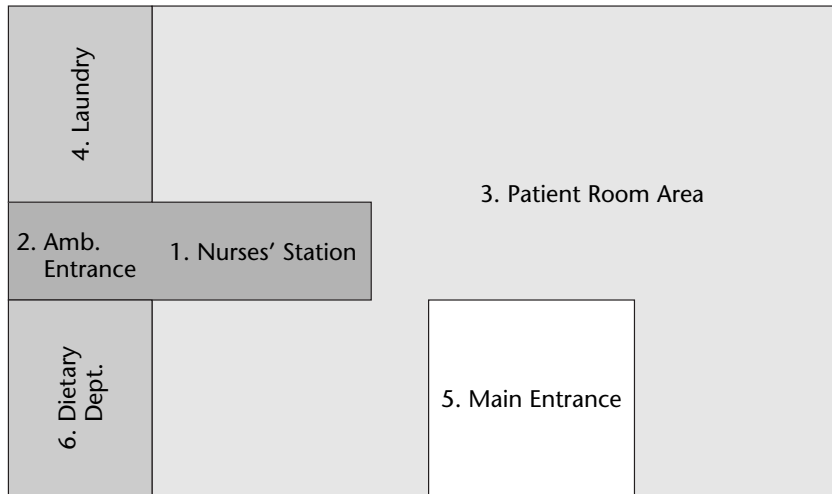 4. Laundry
3. Patient Room Area
2. Amb.
Entrance
1. Nurses’ Station
6. Dietary
Dept.
5. Main Entrance